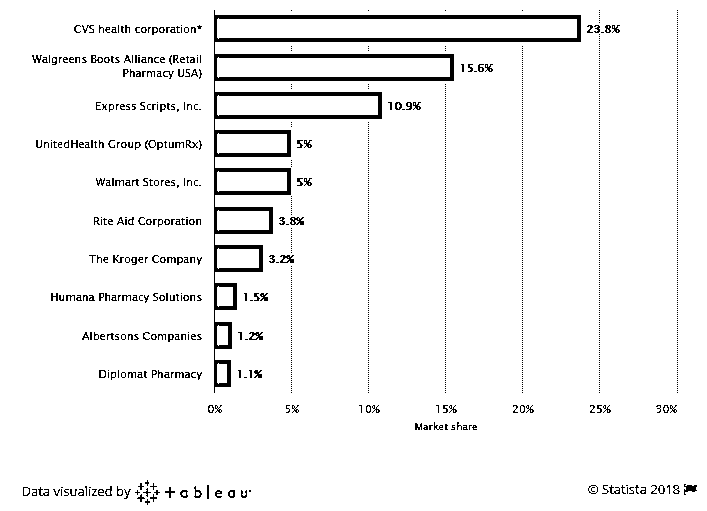 CVS health corporation*
23.8%
Walgreens Boots Alliance (Retail
Pharmacy USA)
15.6%
Express Scripts, Inc.
10.9%
UnitedHealth Group (OptumRx)
5%
Walmart Stores, Inc.
5%
Rite Aid Corporation
3.8%
The Kroger Company
3.2%
Humana Pharmacy Solutions
1.5%
Albertsons Companies
1.2%
Diplomat Pharmacy
1.1%
0% 5% 10% 15% 20% 25% 30%
Market share
Data visualized by +ableau
© Statista 2018